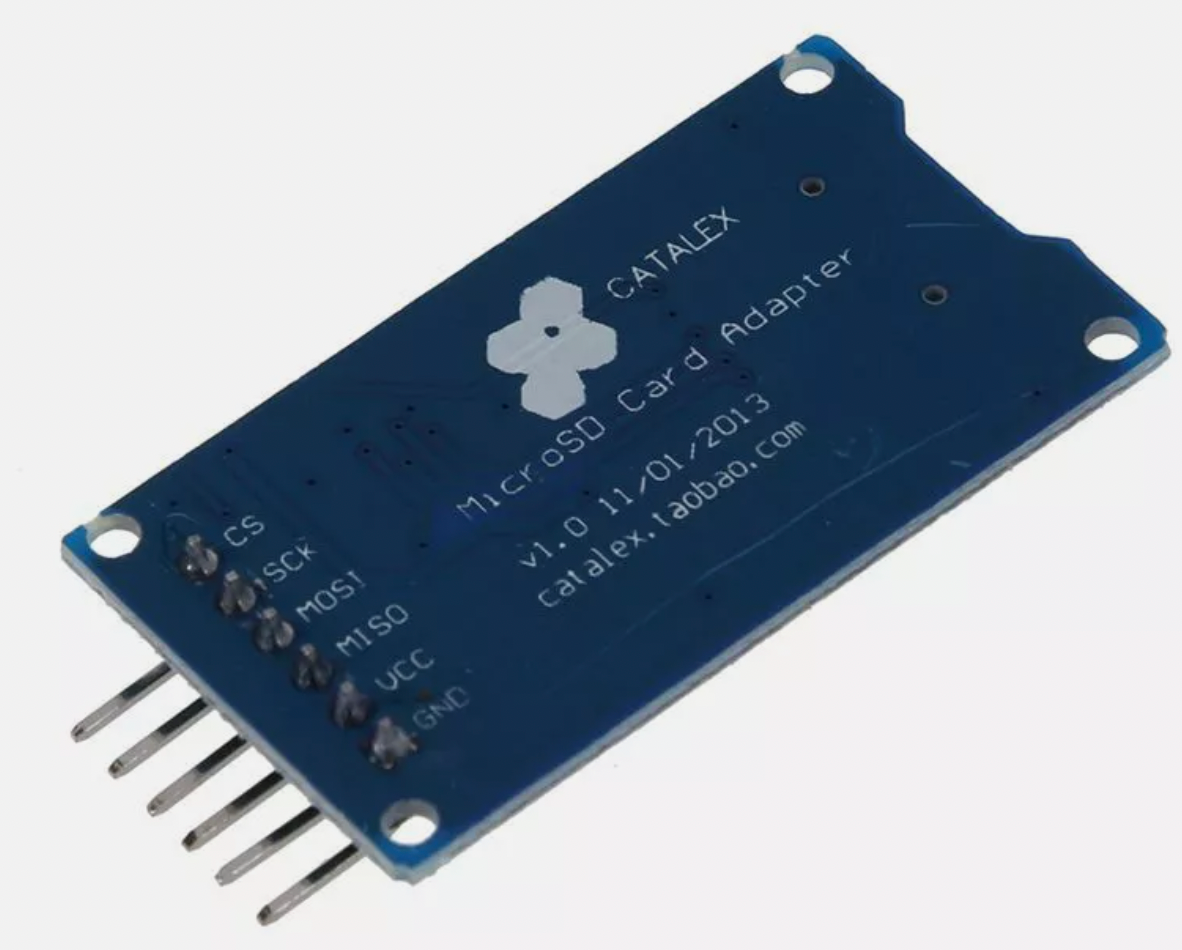 CATALEX
MicroSD Card Adapter
v1.0 11/01/2013
catalex.taobao.com
CS
SCK
MOSI
MISO
VCC
GND